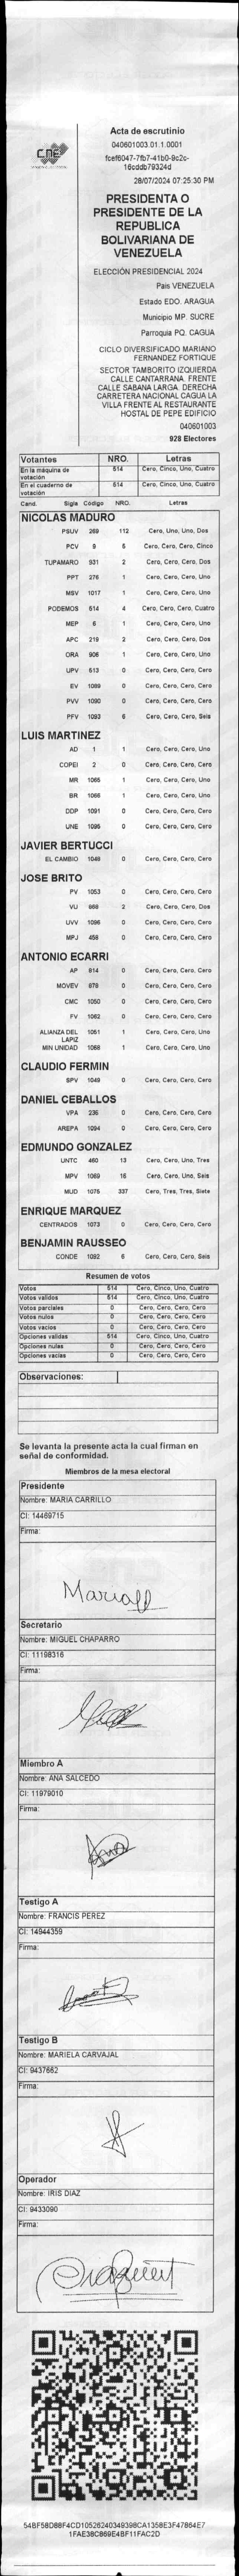 CNE
Acta de escrutinio
040601003.01.1.0001
fcef6047-7fb7-41b0-9c2c-
16cddb79324d
28/07/2024 07:25:30 PM
PRESIDENTA O
PRESIDENTE DE LA
REPUBLICA
BOLIVARIANA DE
VENEZUELA
ELECCIÓN PRESIDENCIAL 2024
Pais VENEZUELA
Estado EDO. ARAGUA
Municipio MP. SUCRE
Parroquia PQ. CAGUA
CICLO DIVERSIFICADO MARIANO
FERNANDEZ FORTIQUE
SECTOR TAMBORITO IZQUIERDA
CALLE CANTARRANA. FRENTE
CALLE SABANA LARGA. DERECHA
CARRETERA NACIONAL CAGUA LA
VILLA FRENTE AL RESTAURANTE
HOSTAL DE PEPE EDIFICIO
040601003
928 Electores
Votantes NRO. Letras
En la máquina de votación 514 Cero, Cinco, Uno, Cuatro
En el cuaderno de votación 514 Cero, Cinco, Uno, Cuatro
Cand. Sigla Código NRO. Letras
NICOLAS MADURO
PSUV 269 112 Cero, Uno, Uno, Dos
PCV 9 5 Cero, Cero, Cero, Cinco
TUPAMARO 931 2 Cero, Cero, Cero, Dos
PPT 276 1 Cero, Cero, Cero, Uno
MSV 1017 1 Cero, Cero, Cero, Uno
PODEMOS 514 4 Cero, Cero, Cero, Cuatro
MEP 6 1 Cero, Cero, Cero, Uno
APC 219 2 Cero, Cero, Cero, Dos
ORA 906 1 Cero, Cero, Cero, Uno
UPV 513 0 Cero, Cero, Cero, Cero
EV 1089 0 Cero, Cero, Cero, Cero
PVV 1090 0 Cero, Cero, Cero, Cero
PFV 1093 6 Cero, Cero, Cero, Seis
LUIS MARTINEZ
AD 1 1 Cero, Cero, Cero, Uno
COPEI 2 0 Cero, Cero, Cero, Cero
MR 1065 1 Cero, Cero, Cero, Uno
BR 1066 1 Cero, Cero, Cero, Uno
DDP 1091 0 Cero, Cero, Cero, Cero
UNE 1095 0 Cero, Cero, Cero, Cero
JAVIER BERTUCCI
EL CAMBIO 1048 0 Cero, Cero, Cero, Cero
JOSE BRITO
PV 1053 0 Cero, Cero, Cero, Cero
VU 868 2 Cero, Cero, Cero, Dos
UVV 1096 0 Cero, Cero, Cero, Cero
MPJ 458 0 Cero, Cero, Cero, Cero
ANTONIO ECARRI
AP 814 0 Cero, Cero, Cero, Cero
MOVEV 978 0 Cero, Cero, Cero, Cero
CMC 1050 0 Cero, Cero, Cero, Cero
FV 1082 0 Cero, Cero, Cero, Cero
ALIANZA DEL LAPIZ 1051 1 Cero, Cero, Cero, Uno
MIN UNIDAD 1068 1 Cero, Cero, Cero, Uno
CLAUDIO FERMIN
SPV 1049 0 Cero, Cero, Cero, Cero
DANIEL CEBALLOS
VPA 236 0 Cero, Cero, Cero, Cero
AREPA 1094 0 Cero, Cero, Cero, Cero
EDMUNDO GONZALEZ
UNTC 460 13 Cero, Cero, Uno, Tres
MPV 1069 16 Cero, Cero, Uno, Seis
MUD 1075 337 Cero, Tres, Tres, Siete
ENRIQUE MARQUEZ
CENTRADOS 1073 0 Cero, Cero, Cero, Cero
BENJAMIN RAUSSEO
CONDE 1092 6 Cero, Cero, Cero, Seis
Resumen de votos
Votos 514 Cero, Cinco, Uno, Cuatro
Votos validos 514 Cero, Cinco, Uno, Cuatro
Votos parciales 0 Cero, Cero, Cero, Cero
Votos nulos 0 Cero, Cero, Cero, Cero
Votos vacios 0 Cero, Cero, Cero, Cero
Opciones validas 514 Cero, Cinco, Uno, Cuatro
Opciones nulas 0 Cero, Cero, Cero, Cero
Opciones vacias 0 Cero, Cero, Cero, Cero
Observaciones:
Se levanta la presente acta la cual firman en
señal de conformidad.
Miembros de la mesa electoral
Presidente
Nombre: MARIA CARRILLO
CI: 14469715
Firma:
Secretario
Nombre: MIGUEL CHAPARRO
CI: 11198316
Firma:
Miembro A
Nombre: ANA SALCEDO
CI: 11979010
Firma:
Testigo A
Nombre: FRANCIS PEREZ
CI: 14944359
Firma:
Testigo B
Nombre: MARIELA CARVAJAL
CI: 9437662
Firma:
Operador
Nombre: IRIS DIAZ
CI: 9433090
Firma:
54BF58D88F4CD10526240349398CA1358E3F47864E7
1FAE38C869E4BF11FAC2D